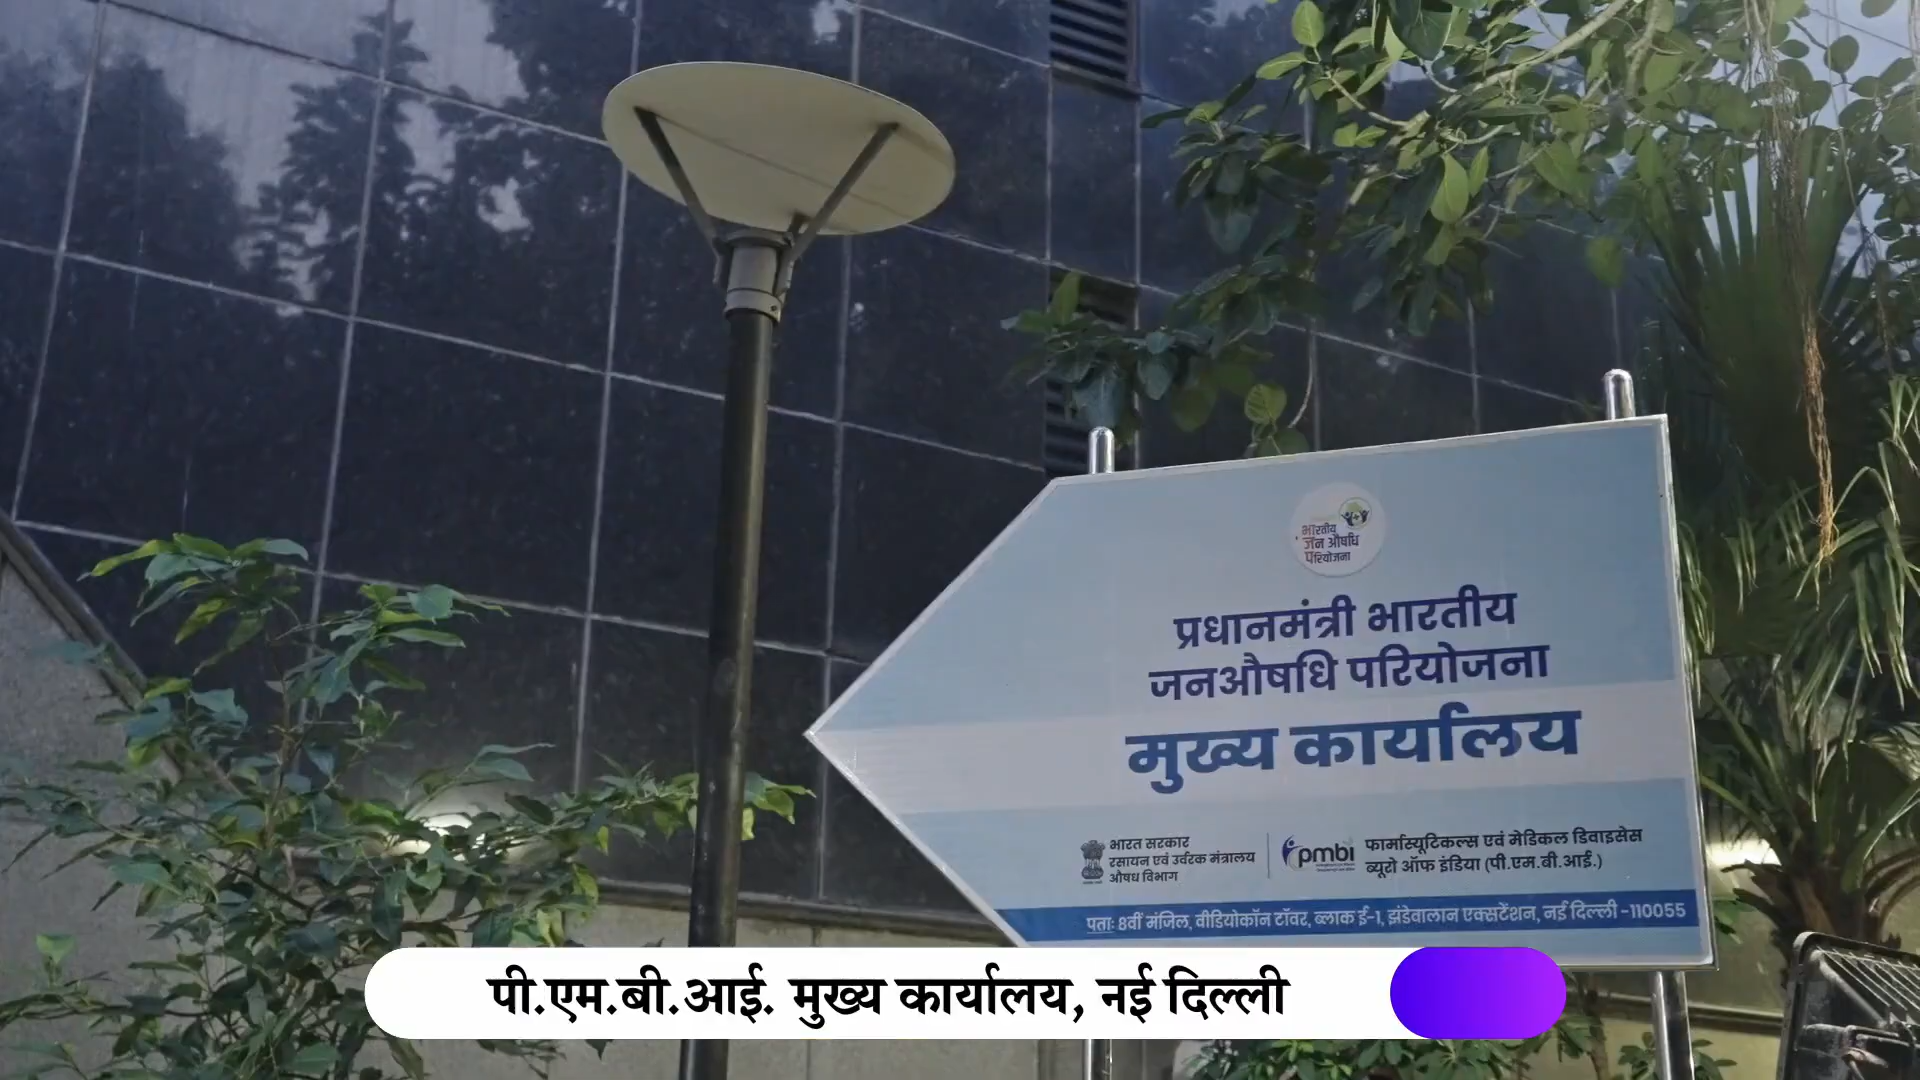 भारतीय
जन औषधि
परियोजना
प्रधानमंत्री भारतीय
जनऔषधि परियोजना
मुख्य कार्यालय
भारत सरकार
रसायन एवं उर्वरक मंत्रालय
औषध विभाग
pmbi
फार्मास्यूटिकल्स एवं मेडिकल डिवाइसेस
ब्यूरो ऑफ इंडिया (पी.एम.बी.आई.)
पताः 8वीं मंजिल, वीडियोकॉन टॉवर, ब्लाक ई-1, झंडेवालान एक्सटेंशन, नई दिल्ली -110055
पी.एम.बी.आई. मुख्य कार्यालय, नई दिल्ली